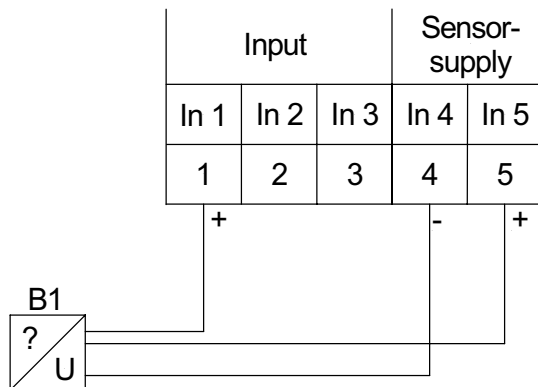 Input
Sensor-
supply
In 1 In 2 In 3 In 4 In 5
1 2 3 4 5
+ - +
B1
?
U